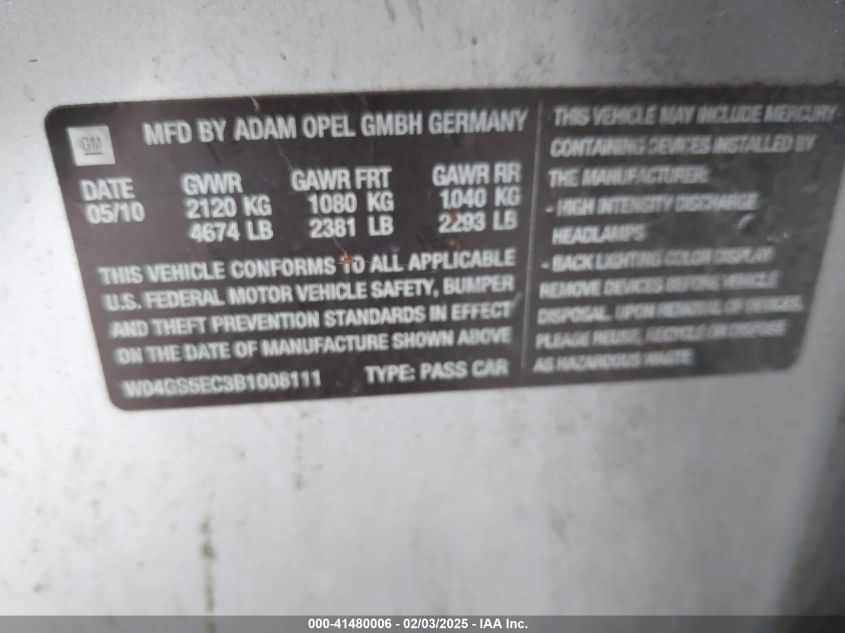 GM
MFD BY ADAM OPEL GMBH GERMANY
DATE GVWR GAWR FRT GAWR RR
05/10 2120 KG 1080 KG 1040 KG
4674 LB 2381 LB 2293 LB
THIS VEHICLE CONFORMS TO ALL APPLICABLE
U.S. FEDERAL MOTOR VEHICLE SAFETY, BUMPER
AND THEFT PREVENTION STANDARDS IN EFFECT
ON THE DATE OF MANUFACTURE SHOWN ABOVE
W04GS5EC3B1008111 TYPE: PASS CAR
THIS VEHICLE MAY INCLUDE MERCURY
CONTAINING DEVICES INSTALLED BY
THE MANUFACTURER:
- HIGH INTENSITY DISCHARGE
HEADLAMPS
- BACK LIGHTING COLOR DISPLAY
REMOVE DEVICES BEFORE VEHICLE
DISPOSAL. UPON REMOVAL OF DEVICES,
PLEASE REUSE, RECYCLE OR DISPOSE
AS HAZARDOUS WASTE
000-41480006 - 02/03/2025 - IAA Inc.